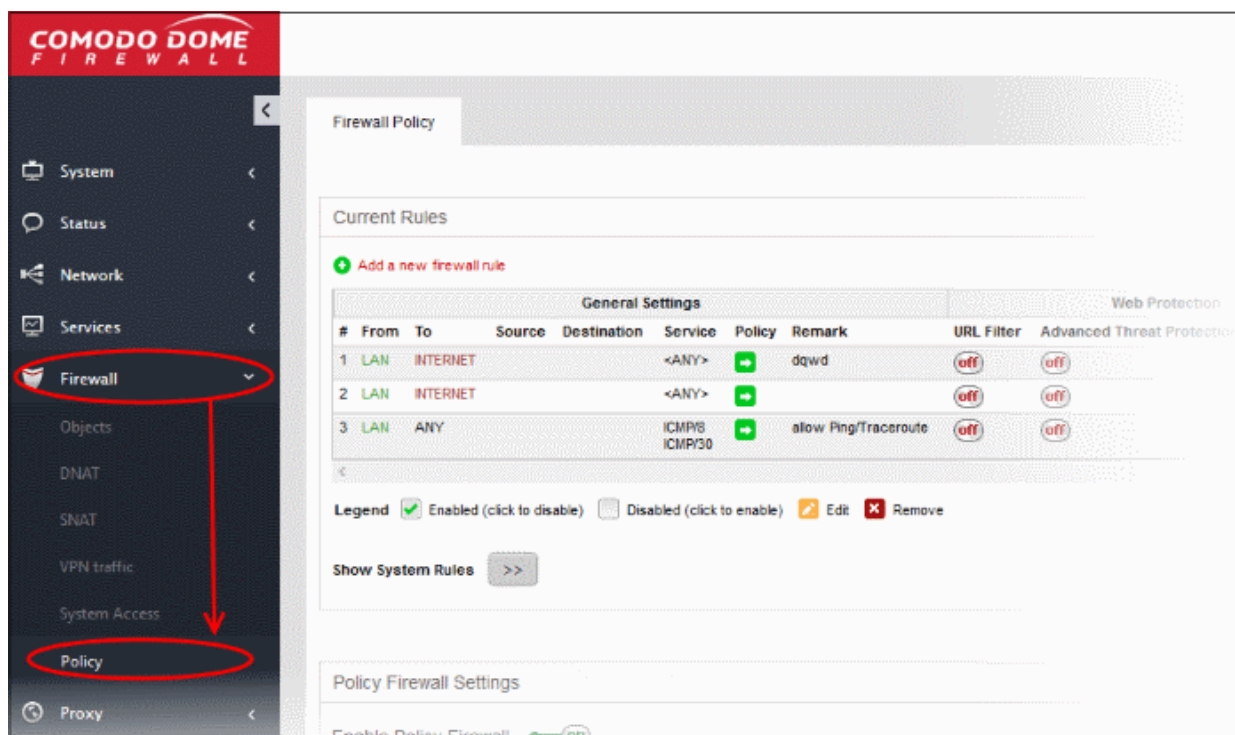 COMODO DOME
FIREWALL
System
Status
Network
Services
Firewall
Objects
DNAT
SNAT
VPN traffic
System Access
Policy
Proxy
Firewall Policy
Current Rules
Add a new firewall rule
General Settings Web Protection
# From To Source Destination Service Policy Remark URL Filter Advanced Threat Protection
1 LAN INTERNET <ANY> dqwd off off
2 LAN INTERNET <ANY> off off
3 LAN ANY ICMP/8 allow Ping/Traceroute off off
ICMP/30
Legend Enabled (click to disable) Disabled (click to enable) Edit Remove
Show System Rules >>
Policy Firewall Settings
Enable Policy Firewall ON